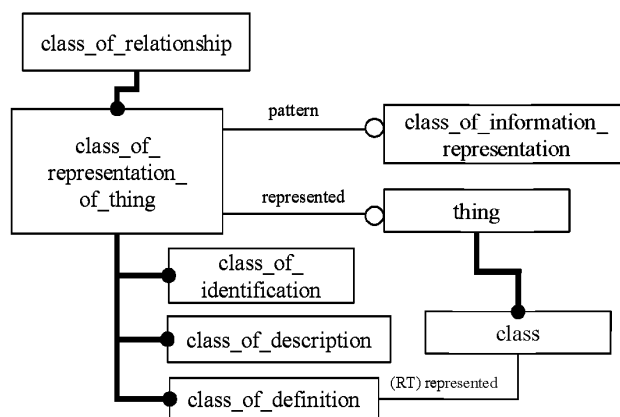 class_of_relationship
pattern
class_of_information_
representation
class_of_
representation_
of_thing
represented
thing
class_of_
identification
class_of_description
class
class_of_definition
(RT) represented